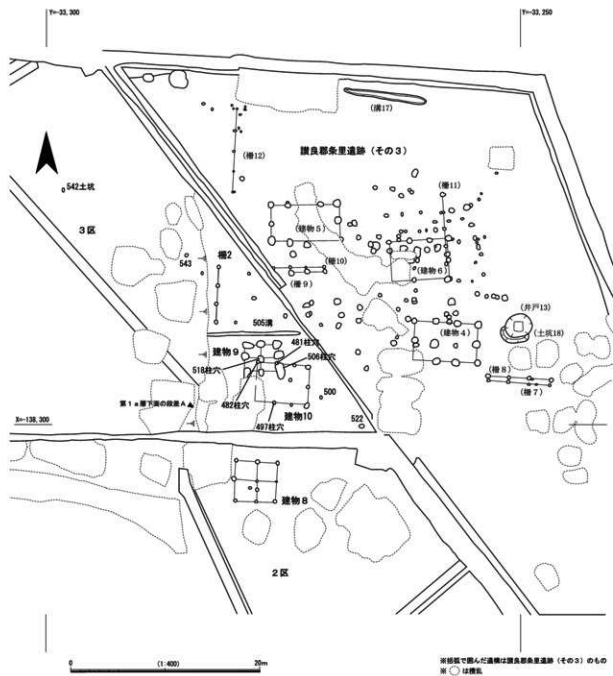 Y=-33,300
Y=-33,250
(溝17)
讃良郡条里遺跡(その3)
(柵12)
542土坑
(柵11)
3区
(建物5)
柵2
543
(柵10)
(建物6)
(柵9)
(井戸13)
505溝
(土坑18)
481柱穴
(建物4)
建物9
506柱穴
518柱穴
(柵8)
500
(柵7)
第1a層下面の段差A
482柱穴
建物10
X=-138,300
522
497柱穴
建物8
2区
0 (1:400) 20m
※括弧で囲んだ遺構は讃良郡条里遺跡(その3)のもの
※ は攪乱